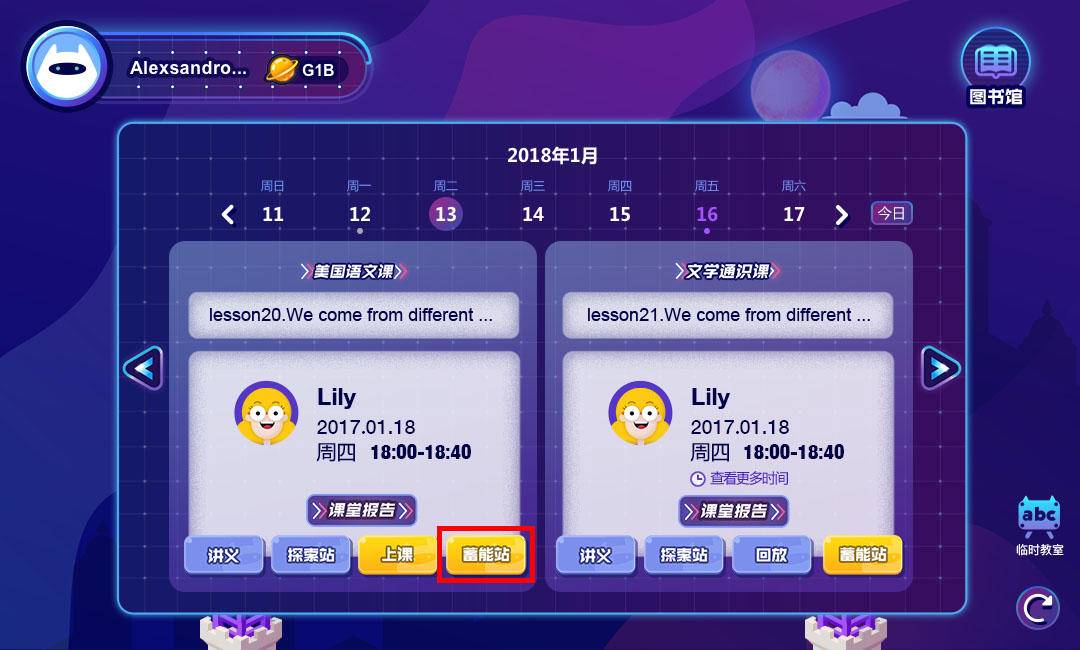 Alexsandro...
G1B
图书馆
2018年1月
周日 周一 周二 周三 周四 周五 周六
11 12 13 14 15 16 17 今日
美国语文课
lesson20.We come from different ...
Lily
2017.01.18
周四 18:00-18:40
课堂报告
讲义 探索站 上课 蓄能站
文学通识课
lesson21.We come from different ...
Lily
2017.01.18
周四 18:00-18:40
查看更多时间
课堂报告
讲义 探索站 回放 蓄能站
abc
临时教室